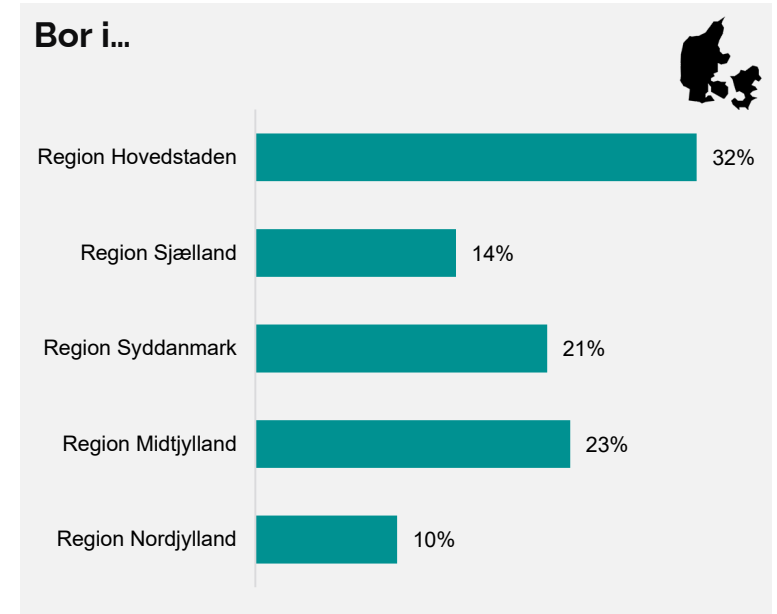 Bor i...
Region Hovedstaden 32%
Region Sjælland 14%
Region Syddanmark 21%
Region Midtjylland 23%
Region Nordjylland 10%